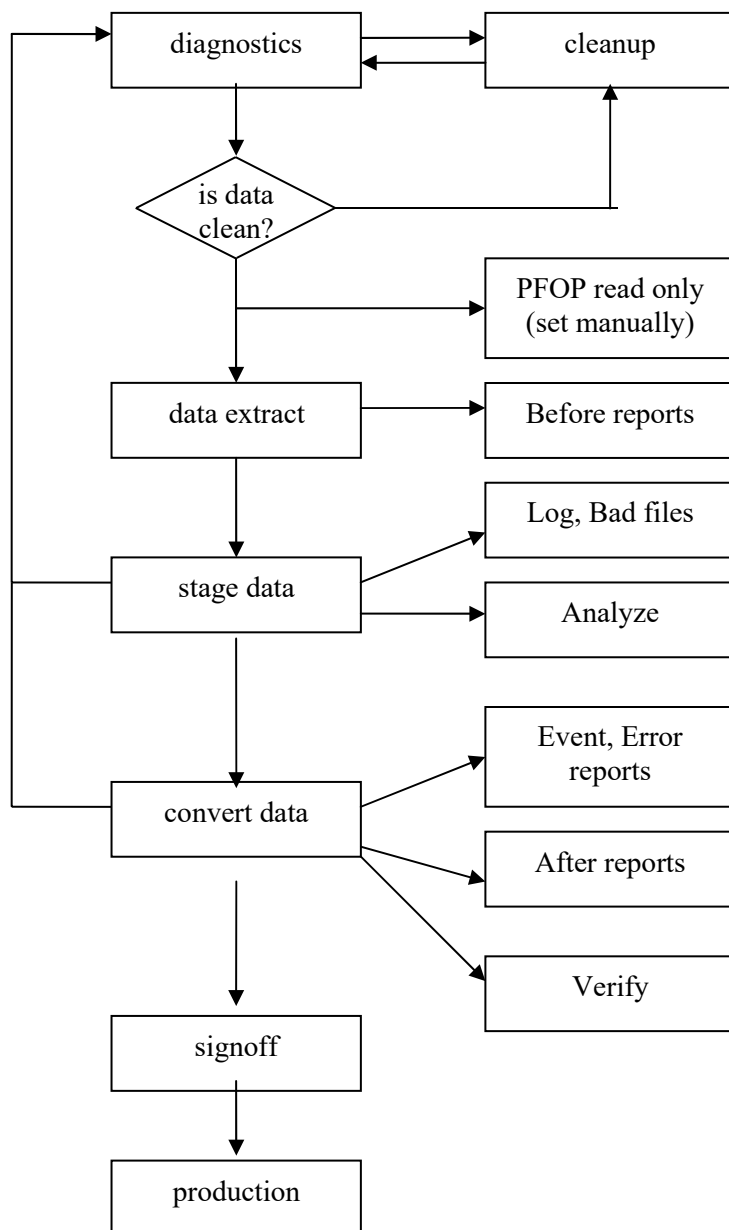 diagnostics
cleanup
is data
clean?
PFOP read only
(set manually)
data extract
Before reports
Log, Bad files
stage data
Analyze
Event, Error
reports
convert data
After reports
Verify
signoff
production